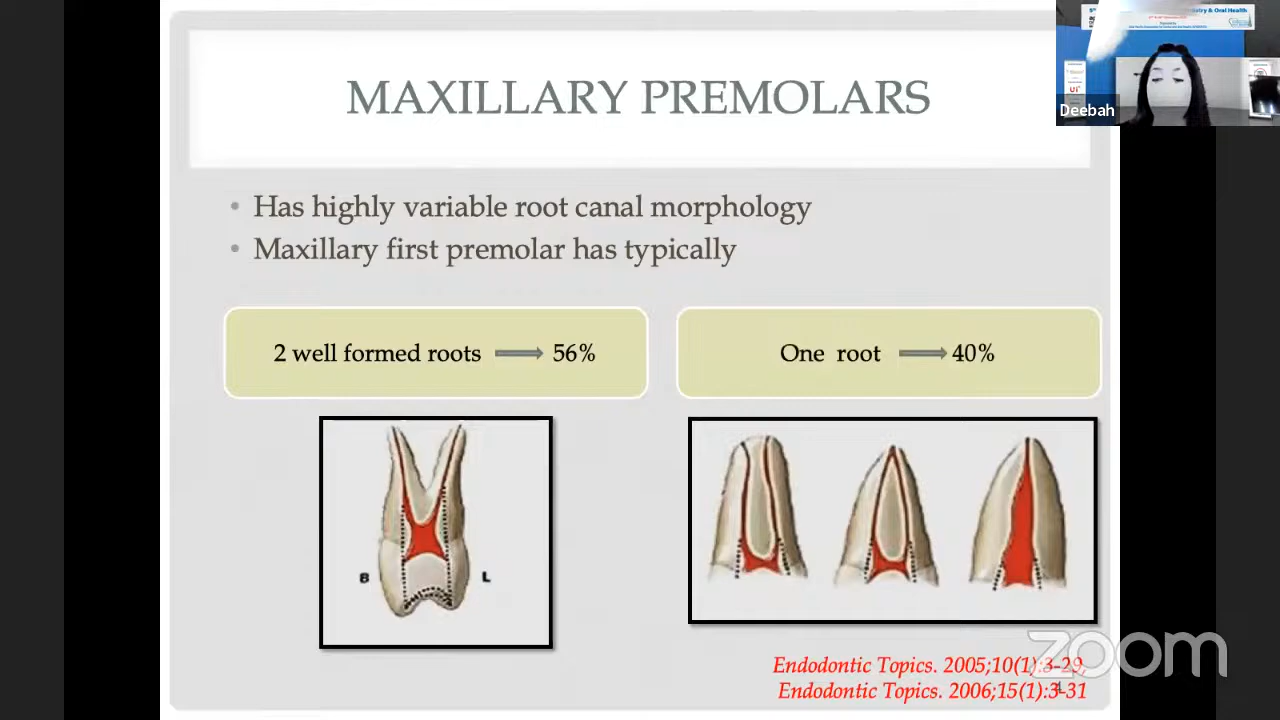 MAXILLARY PREMOLARS
Deebah
• Has highly variable root canal morphology
• Maxillary first premolar has typically
2 well formed roots 56%
One root 40%
B L
Endodontic Topics. 2005;10(1):3-29,
Endodontic Topics. 2006;15(1):3-31
zoom